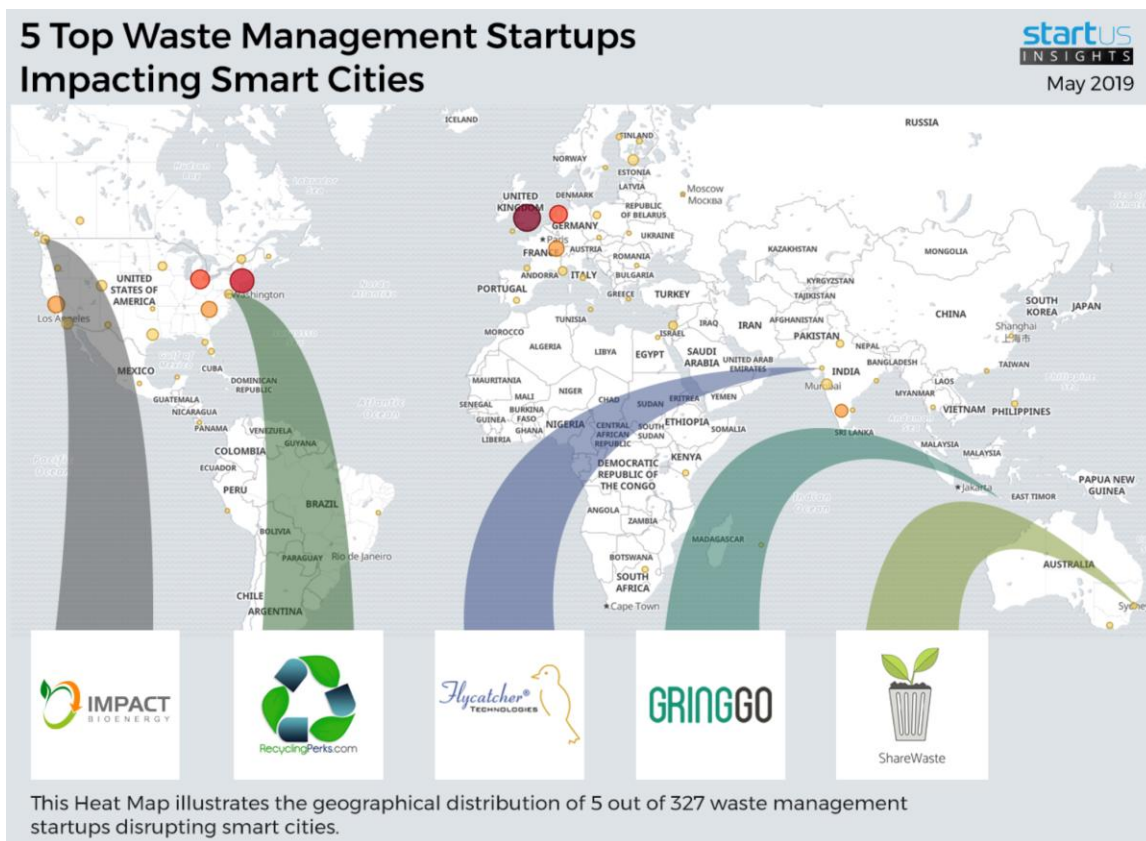 5 Top Waste Management Startups
Impacting Smart Cities
startus
INSIGHTS
May 2019
ICELAND
RUSSIA
FINLAND
NORWAY
ESTONIA
LATVIA
Moscow
Москва
DENMARK
UNITED
KINGDOM
REPUBLIC
OF BELARUS
GERMANY
Paris
UKRAINE
FRANCE
AUSTRIA
ROMANIA
KAZAKHSTAN
MONGOLIA
ANDORRA
ITALY
BULGARIA
KYRGYZSTAN
PORTUGAL
GREECE
TURKEY
TAJIKISTAN
UNITED
STATES OF
AMERICA
Washington
Los Angeles
CHINA
SOUTH
KOREA
JAPAN
TUNISIA
MOROCCO
ISRAEL
IRAQ
IRAN
AFGHANISTAN
PAKISTAN
Shanghai
上海市
ALGERIA
LIBYA
EGYPT
SAUDI
ARABIA
UNITED ARAB
EMIRATES
NEPAL
BANGLADESH
TAIWAN
INDIA
Mumbai
MYANMAR
LAOS
VIETNAM
PHILIPPINES
Gulf of
Mexico
MEXICO
CUBA
DOMINICAN
REPUBLIC
GUATEMALA
NICARAGUA
PANAMA
VENEZUELA
GUYANA
COLOMBIA
ECUADOR
PERU
BRAZIL
BOLIVIA
PARAGUAY
Rio de Janeiro
CHILE
ARGENTINA
Atlantic
Ocean
Pacific
Ocean
MAURITANIA
MALI
NIGER
CHAD
SUDAN
ERITREA
YEMEN
SENEGAL
GUINEA
BURKINA
FASO
GHANA
LIBERIA
NIGERIA
CENTRAL
AFRICAN
REPUBLIC
SOUTH
SUDAN
ETHIOPIA
SOMALIA
KENYA
DEMOCRATIC
REPUBLIC OF
THE CONGO
ANGOLA
ZAMBIA
MADAGASCAR
BOTSWANA
SOUTH
AFRICA
Cape Town
Indian
Ocean
SRI LANKA
MALAYSIA
MALAYSIA
Jakarta
EAST TIMOR
PAPUA NEW
GUINEA
AUSTRALIA
IMPACT
BIOENERGY
RecyclingPerks.com
Flycatcher®
TECHNOLOGIES
GRINGGO
ShareWaste
This Heat Map illustrates the geographical distribution of 5 out of 327 waste management
startups disrupting smart cities.